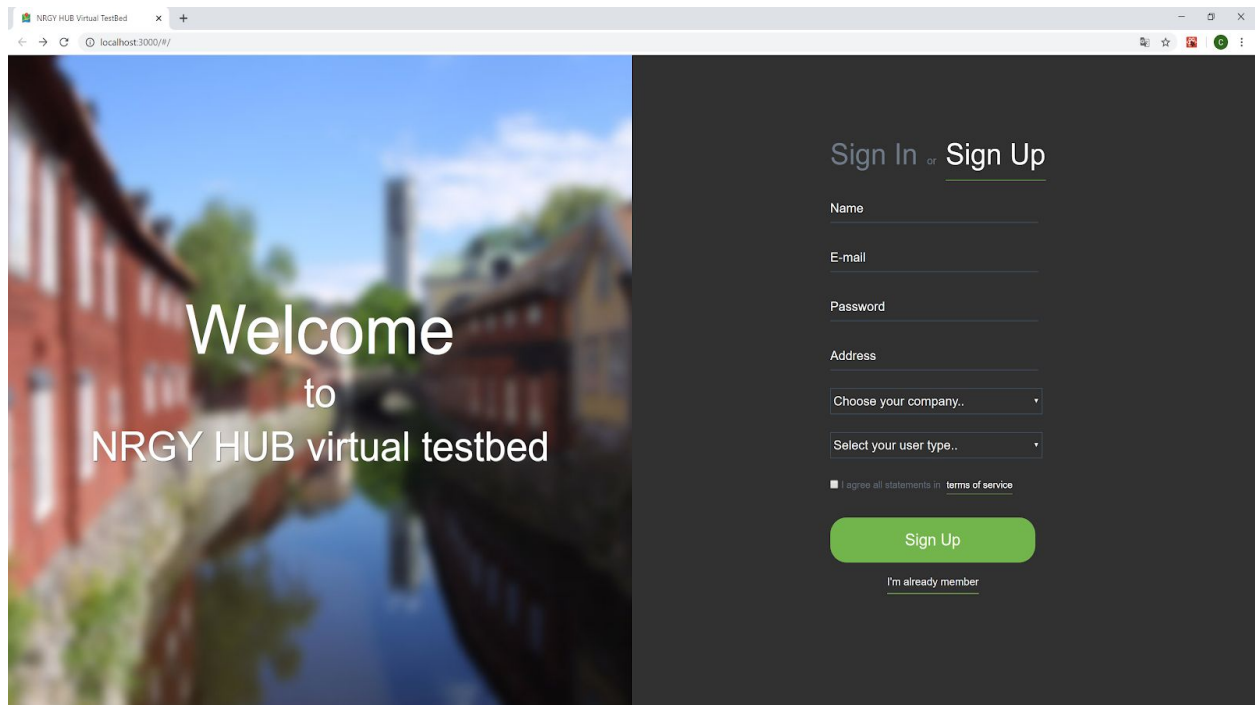 NRGY HUB Virtual TestBed
localhost:3000/#/
C
Welcome
to
NRGY HUB virtual testbed
Sign In or Sign Up
Name
E-mail
Password
Address
Choose your company..
Select your user type..
I agree all statements in terms of service
Sign Up
I'm already member